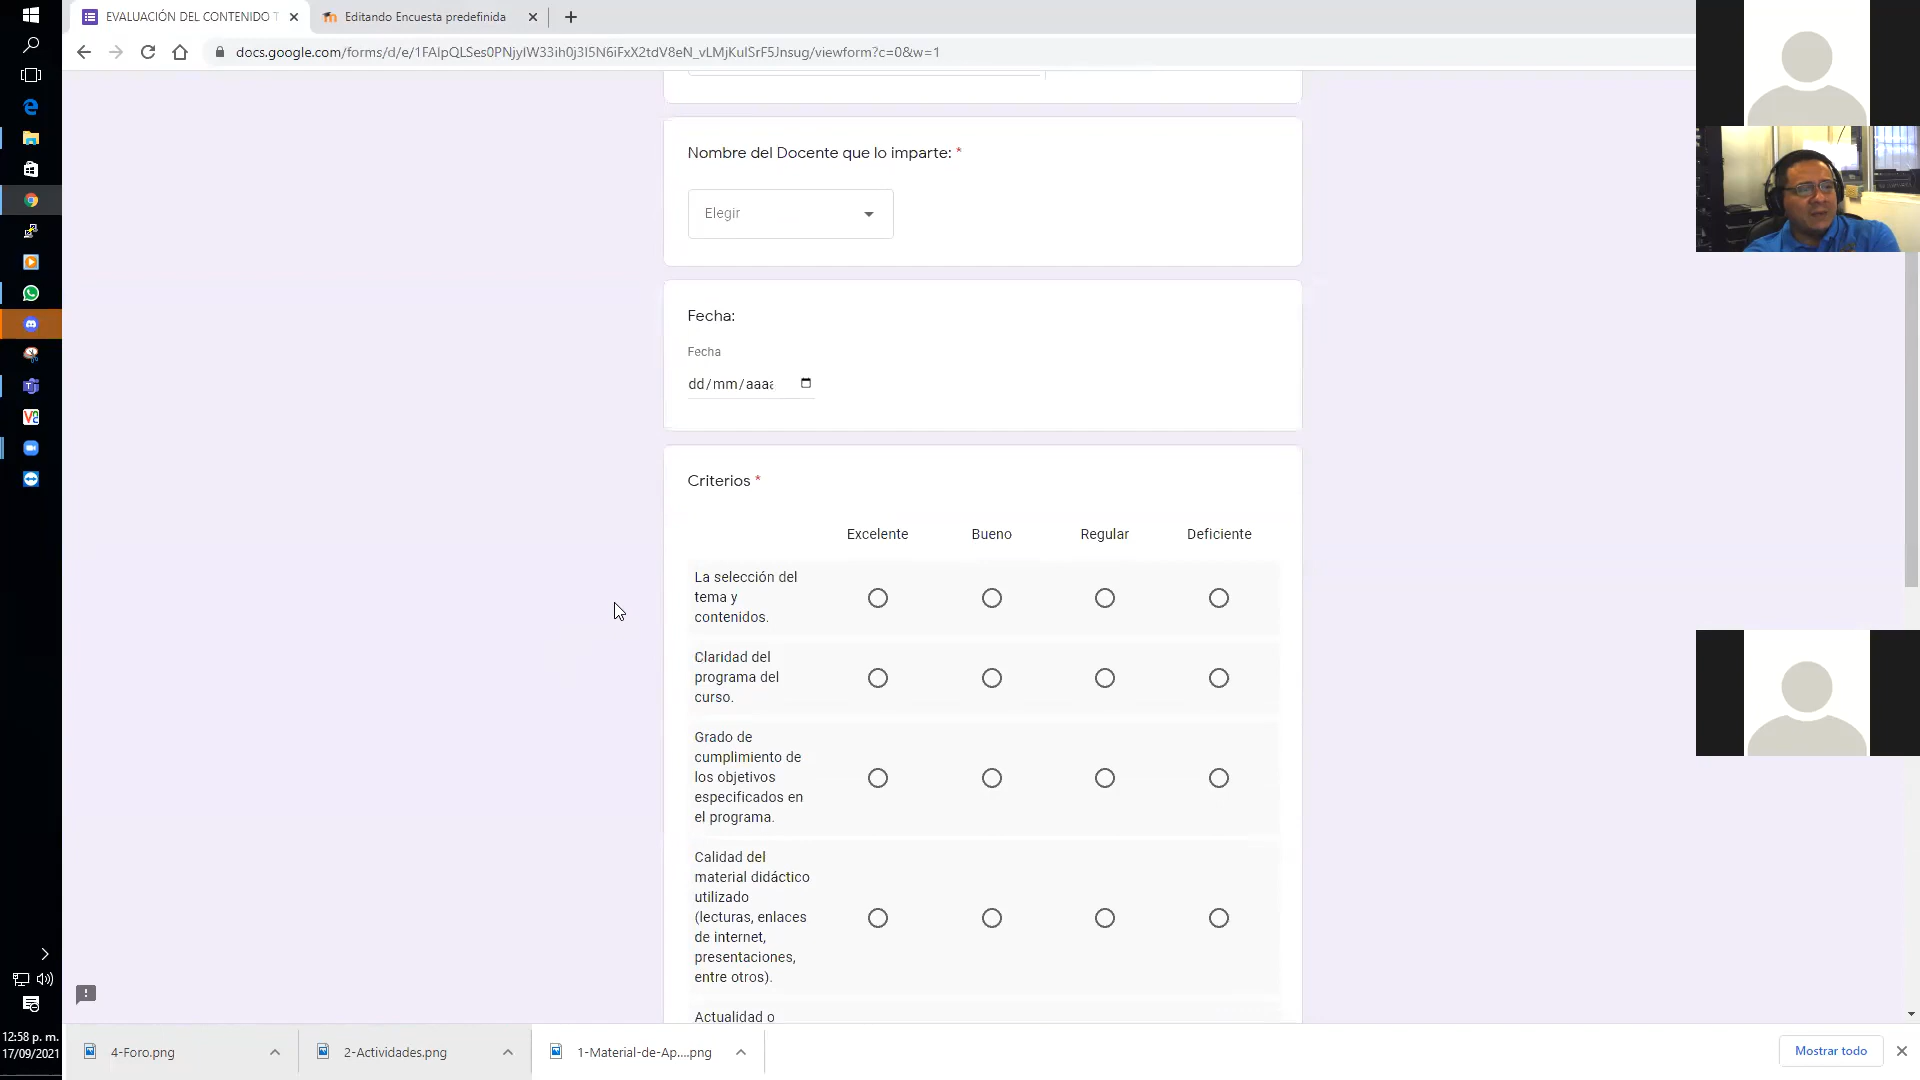 EVALUACIÓN DEL CONTENIDO T
Editando Encuesta predefinida
docs.google.com/forms/d/e/1FAIpQLSes0PNjyIW33ih0j3I5N6iFxX2tdV8eN_vLMjKuISrF5Jnsug/viewform?c=0&w=1
Nombre del Docente que lo imparte: *
Elegir
Fecha:
Fecha
dd/mm/aaaa
Criterios *
Excelente Bueno Regular Deficiente
La selección del
tema y
contenidos.
Claridad del
programa del
curso.
Grado de
cumplimiento de
los objetivos
especificados en
el programa.
Calidad del
material didáctico
utilizado
(lecturas, enlaces
de internet,
presentaciones,
entre otros).
Actualidad o
12:58 p. m.
17/09/2021
4-Foro.png
2-Actividades.png
1-Material-de-Ap....png
Mostrar todo